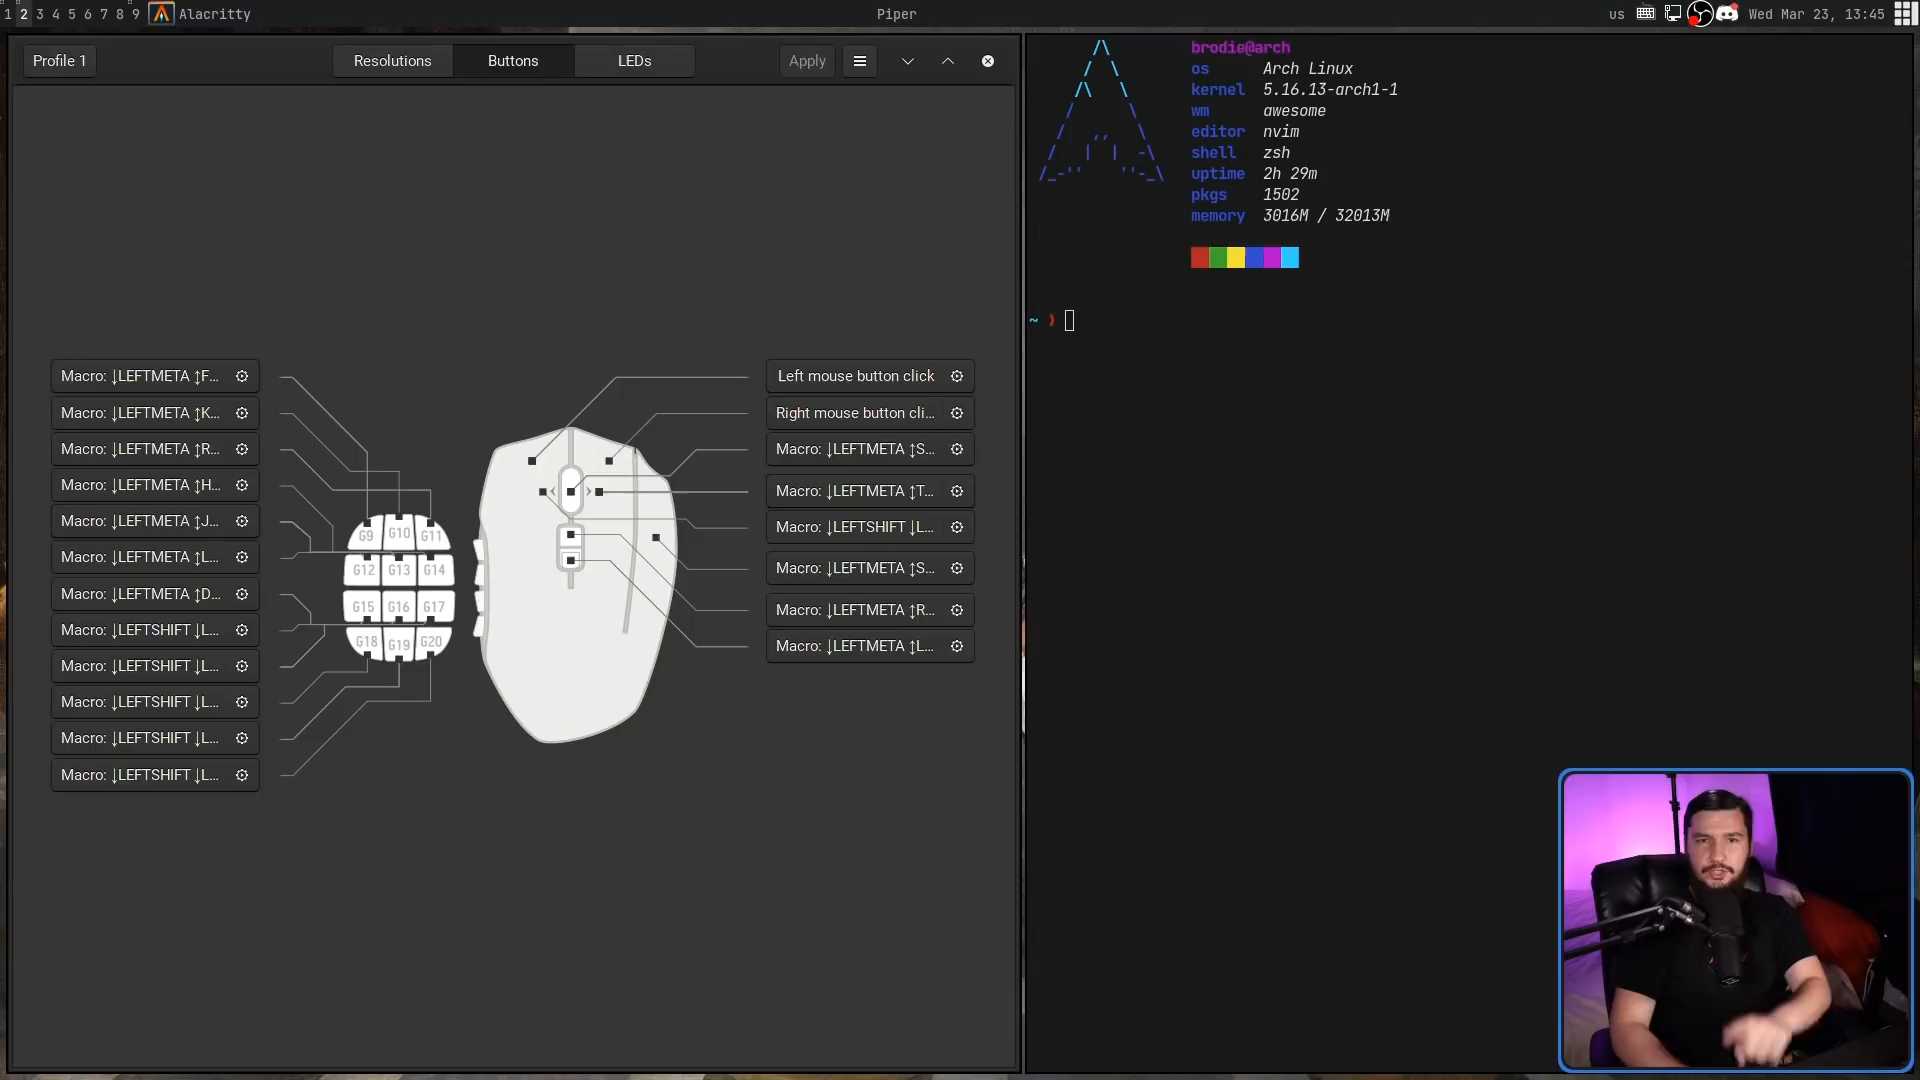 1 2 3 4 5 6 7 8 9 Alacritty
Piper
us Wed Mar 23, 13:45
Profile 1
Resolutions
Buttons
LEDs
Apply
Macro: ↓LEFTMETA ↕F…
Macro: ↓LEFTMETA ↕K…
Macro: ↓LEFTMETA ↕R…
Macro: ↓LEFTMETA ↕H…
Macro: ↓LEFTMETA ↕J…
Macro: ↓LEFTMETA ↕L…
Macro: ↓LEFTMETA ↕D…
Macro: ↓LEFTSHIFT ↓L…
Macro: ↓LEFTSHIFT ↓L…
Macro: ↓LEFTSHIFT ↓L…
Macro: ↓LEFTSHIFT ↓L…
Macro: ↓LEFTSHIFT ↓L…
G9 G10 G11
G12 G13 G14
G15 G16 G17
G18 G19 G20
Left mouse button click
Right mouse button cli…
Macro: ↓LEFTMETA ↕S…
Macro: ↓LEFTMETA ↕T…
Macro: ↓LEFTSHIFT ↓L…
Macro: ↓LEFTMETA ↕S…
Macro: ↓LEFTMETA ↕R…
Macro: ↓LEFTMETA ↕L…
brodie@arch
os Arch Linux
kernel 5.16.13-arch1-1
wm awesome
editor nvim
shell zsh
uptime 2h 29m
pkgs 1502
memory 3016M / 32013M
~ ❯